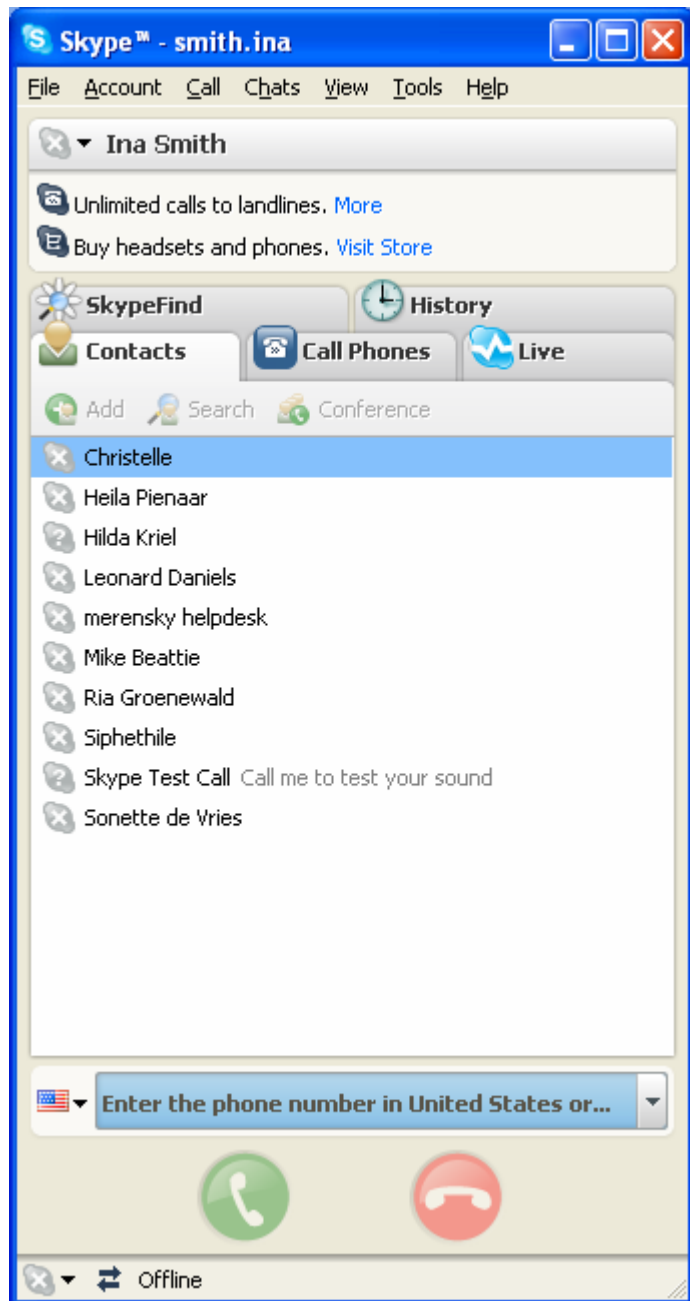 Skype™ - smith.ina
File Account Call Chats View Tools Help
Ina Smith
Unlimited calls to landlines. More
Buy headsets and phones. Visit Store
SkypeFind History
Contacts Call Phones Live
Add Search Conference
Christelle
Heila Pienaar
Hilda Kriel
Leonard Daniels
merensky helpdesk
Mike Beattie
Ria Groenewald
Siphethile
Skype Test Call Call me to test your sound
Sonette de Vries
Enter the phone number in United States or...
Offline